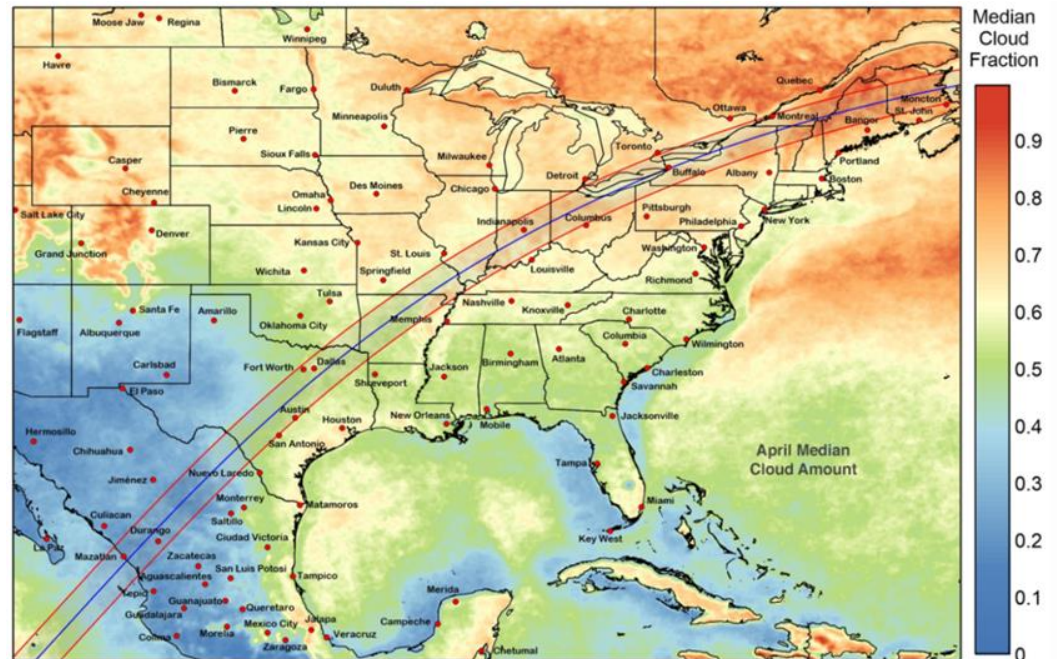 Median
Cloud
Fraction
Moose Jaw
Regina
Winnipeg
Havre
Bismarck
Fargo
Duluth
Quebec
Moncton
St. John
Ottawa
Montreal
Bangor
Minneapolis
Pierre
Sioux Falls
Toronto
Portland
Casper
Milwaukee
Detroit
Buffalo
Albany
Boston
Cheyenne
Omaha
Des Moines
Chicago
Lincoln
Salt Lake City
Indianapolis
Columbus
Pittsburgh
Philadelphia
New York
Denver
Kansas City
Washington
Grand Junction
St. Louis
Wichita
Springfield
Louisville
Richmond
Tulsa
Santa Fe
Amarillo
Nashville
Knoxville
Charlotte
Flagstaff
Albuquerque
Oklahoma City
Memphis
Columbia
Wilmington
Carlsbad
Fort Worth
Dallas
Birmingham
Atlanta
Jackson
Charleston
El Paso
Shreveport
Savannah
Austin
Houston
New Orleans
Mobile
Jacksonville
Hermosillo
San Antonio
Chihuahua
April Median
Cloud Amount
Jiménez
Nuevo Laredo
Tampa
Monterrey
Matamoros
Miami
Saltillo
Culiacan
Durango
Ciudad Victoria
Key West
La Paz
Mazatlan
Zacatecas
San Luis Potosi
Aguascalientes
Tampico
Tepic
Guanajuato
Merida
Guadalajara
Queretaro
Mexico City
Jalapa
Campeche
Colima
Morelia
Veracruz
Zaragoza
Chetumal
0.9
0.8
0.7
0.6
0.5
0.4
0.3
0.2
0.1
0